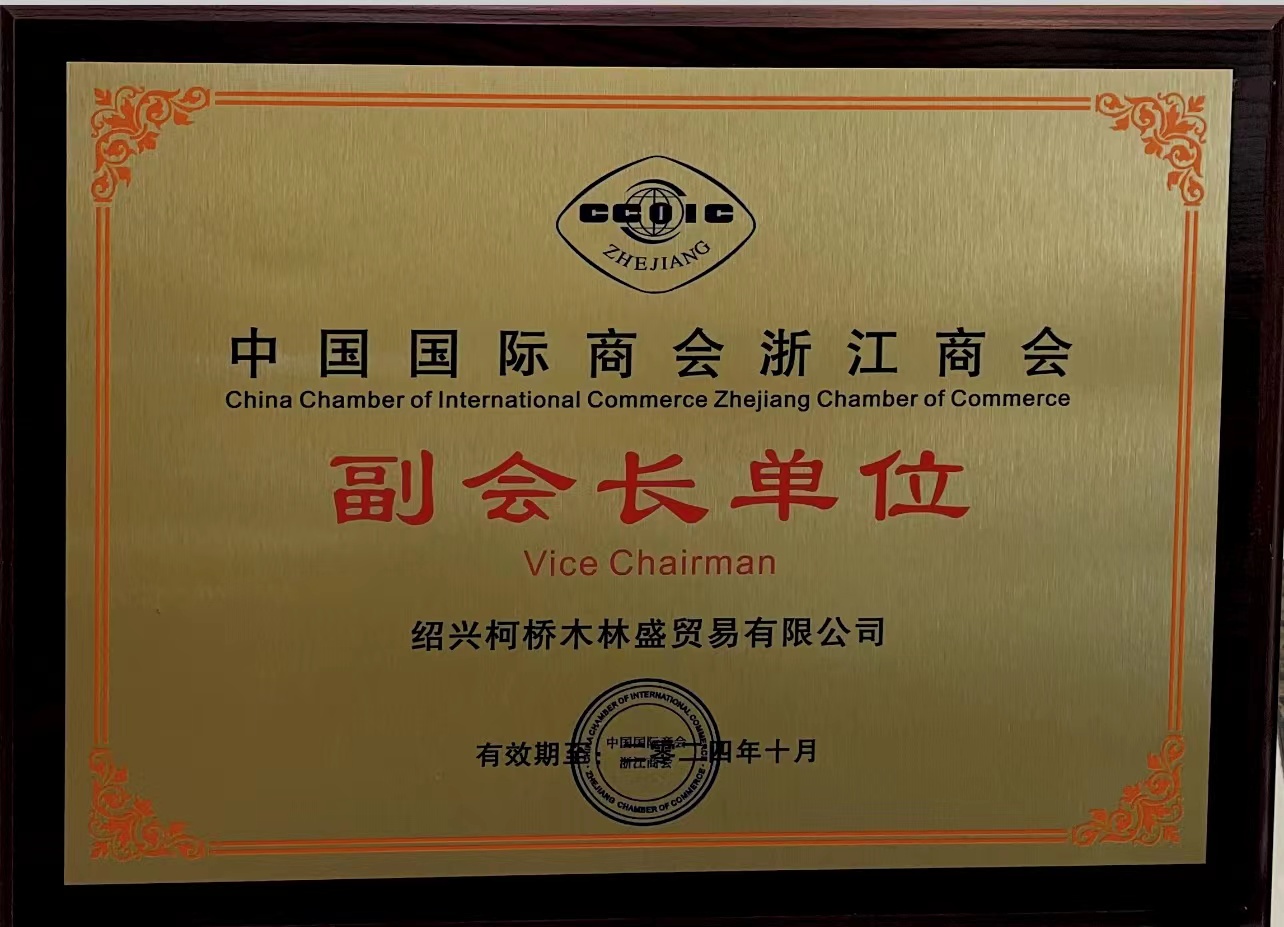 CCOIC
ZHEJIANG
中国国际商会浙江商会
China Chamber of International Commerce Zhejiang Chamber of Commerce
副会长单位
Vice Chairman
绍兴柯桥木林盛贸易有限公司
CHINA CHAMBER OF INTERNATIONAL COMMERCE
中国国际商会
浙江商会
ZHEJIANG CHAMBER OF COMMERCE
有效期至:二零二四年十月